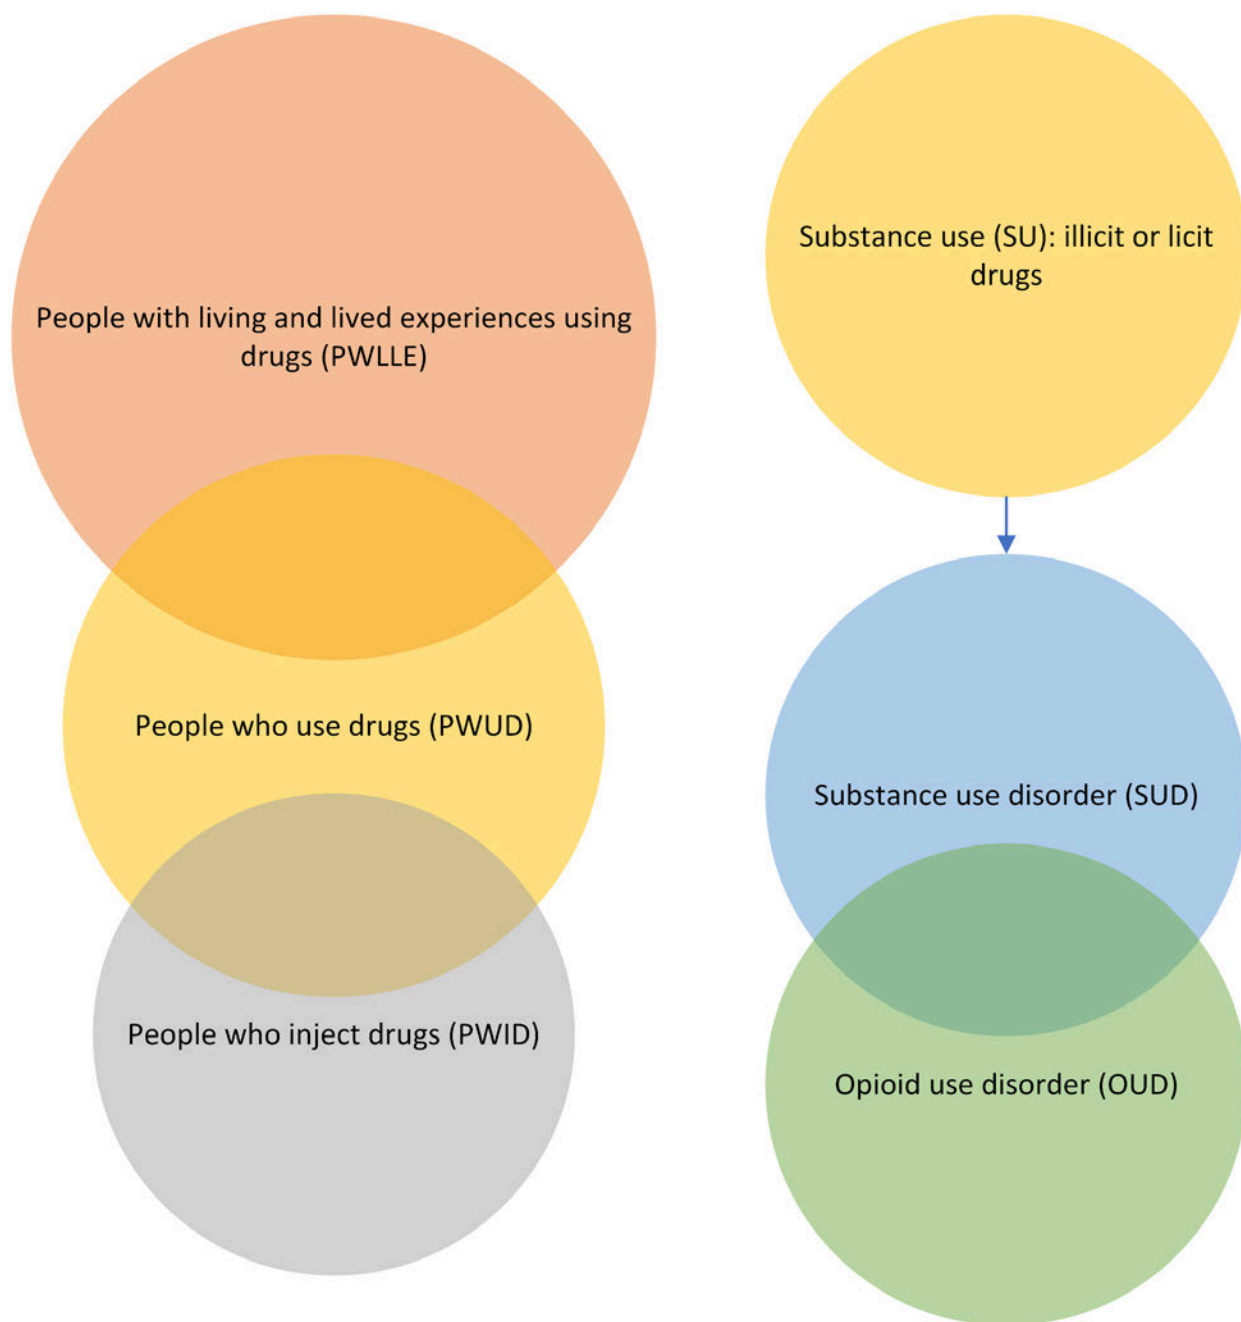 People with living and lived experiences using
drugs (PWLLE)
People who use drugs (PWUD)
People who inject drugs (PWID)
Substance use (SU): illicit or licit
drugs
Substance use disorder (SUD)
Opioid use disorder (OUD)